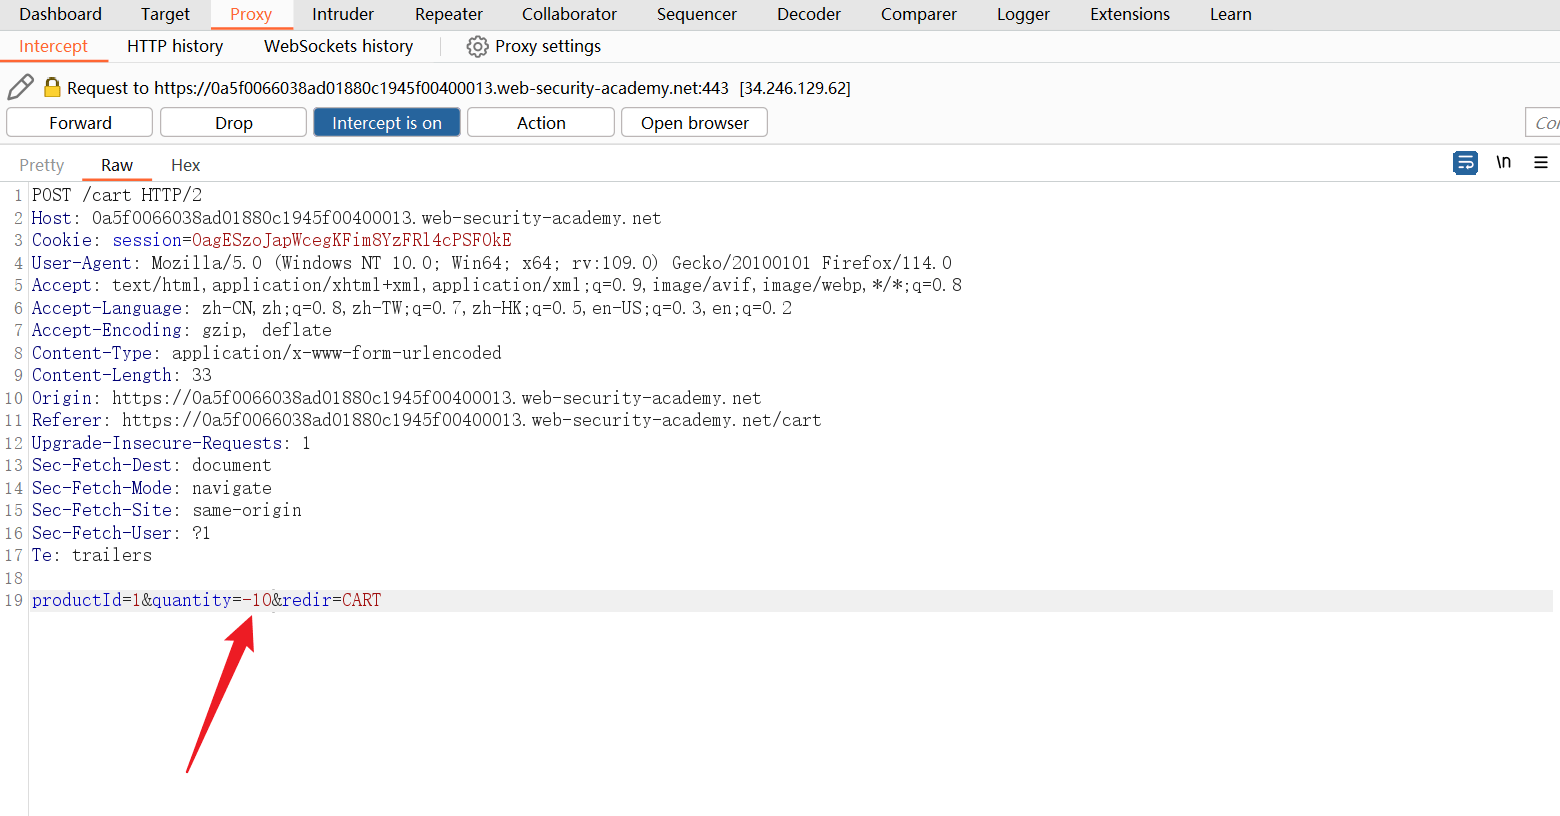 Dashboard Target Proxy Intruder Repeater Collaborator Sequencer Decoder Comparer Logger Extensions Learn
Intercept HTTP history WebSockets history Proxy settings
Request to https://0a5f0066038ad01880c1945f00400013.web-security-academy.net:443 [34.246.129.62]
Forward Drop Intercept is on Action Open browser
Pretty Raw Hex \n
1 POST /cart HTTP/2
2 Host: 0a5f0066038ad01880c1945f00400013.web-security-academy.net
3 Cookie: session=OagESzoJapWcegKFim8YzFRl4cPSFOkE
4 User-Agent: Mozilla/5.0 (Windows NT 10.0; Win64; x64; rv:109.0) Gecko/20100101 Firefox/114.0
5 Accept: text/html,application/xhtml+xml,application/xml;q=0.9,image/avif,image/webp,*/*;q=0.8
6 Accept-Language: zh-CN,zh;q=0.8,zh-TW;q=0.7,zh-HK;q=0.5,en-US;q=0.3,en;q=0.2
7 Accept-Encoding: gzip, deflate
8 Content-Type: application/x-www-form-urlencoded
9 Content-Length: 33
10 Origin: https://0a5f0066038ad01880c1945f00400013.web-security-academy.net
11 Referer: https://0a5f0066038ad01880c1945f00400013.web-security-academy.net/cart
12 Upgrade-Insecure-Requests: 1
13 Sec-Fetch-Dest: document
14 Sec-Fetch-Mode: navigate
15 Sec-Fetch-Site: same-origin
16 Sec-Fetch-User: ?1
17 Te: trailers
18
19 productId=1&quantity=-10&redir=CART